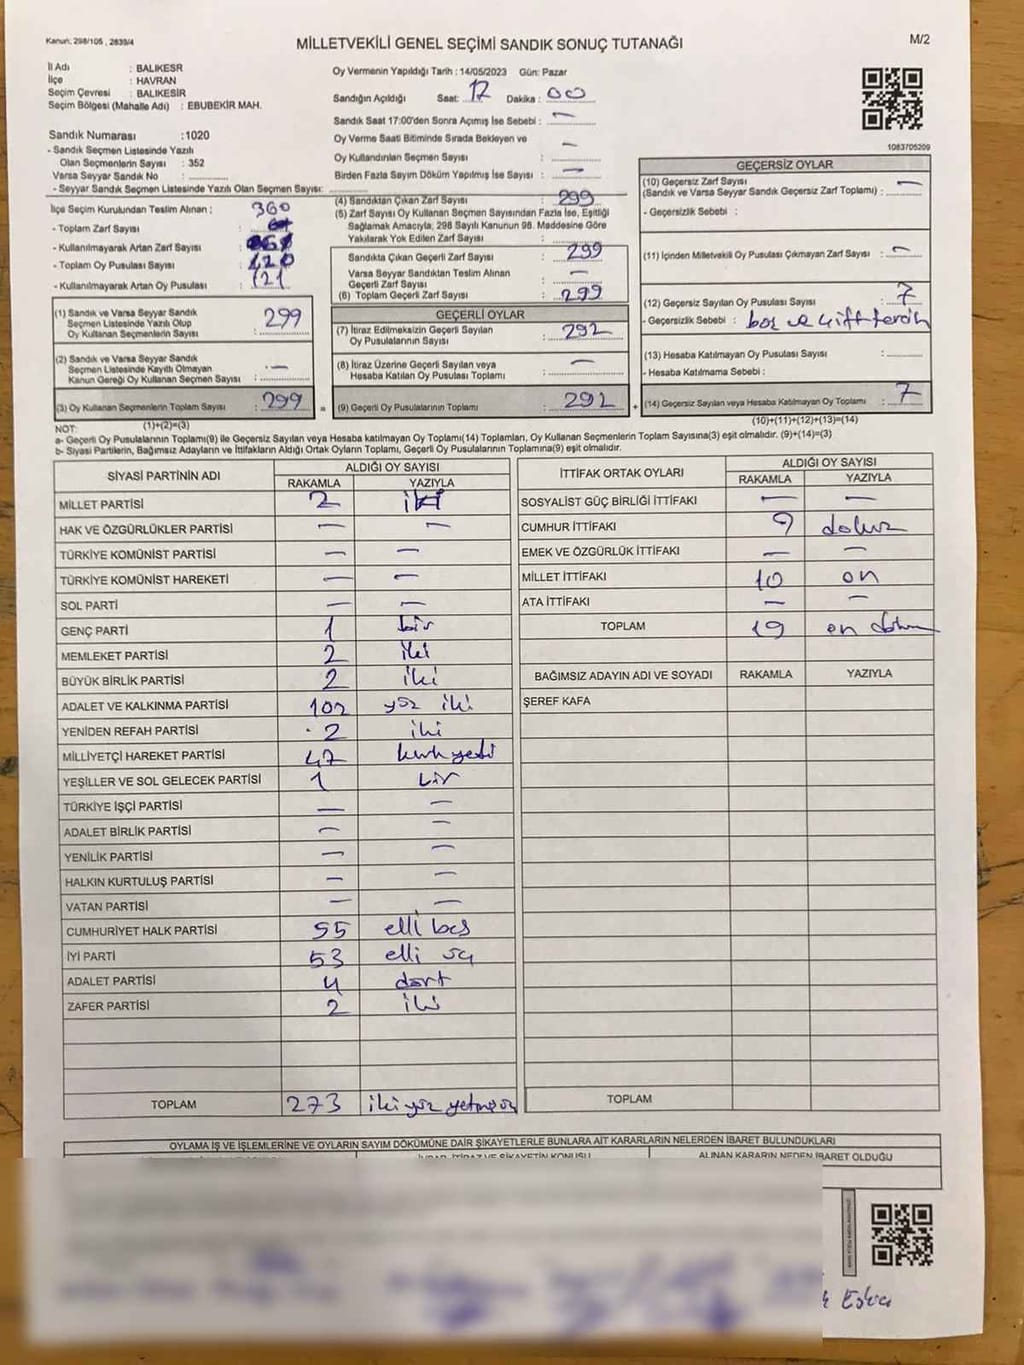 Kanun: 298/105 , 2839/4
MİLLETVEKİLİ GENEL SEÇİMİ SANDIK SONUÇ TUTANAĞI
M/2
İl Adı : BALIKESR
İlçe : HAVRAN
Seçim Çevresi : BALIKESİR
Seçim Bölgesi (Mahalle Adı) : EBUBEKİR MAH.
Oy Vermenin Yapıldığı Tarih : 14/05/2023 Gün: Pazar
Sandığın Açıldığı Saat: 17 Dakika : 00
Sandık Saat 17:00'den Sonra Açımış İse Sebebi : —
Oy Verme Saati Bitiminde Sırada Bekleyen ve
Oy Kullandırılan Seçmen Sayısı : —
Birden Fazla Sayım Döküm Yapılmış İse Sayısı : —
1083705209
Sandık Numarası :1020
- Sandık Seçmen Listesinde Yazılı
Olan Seçmenlerin Sayısı : 352
Varsa Seyyar Sandık No :
- Seyyar Sandık Seçmen Listesinde Yazılı Olan Seçmen Sayısı:
İlçe Seçim Kurulundan Teslim Alınan ; 360
- Toplam Zarf Sayısı :
- Kullanılmayarak Artan Zarf Sayısı :
- Toplam Oy Pusulası Sayısı : 420
- Kullanılmayarak Artan Oy Pusulası : 121
(1) Sandık ve Varsa Seyyar Sandık
Seçmen Listesinde Yazılı Olup
Oy Kullanan Seçmen Sayısı : 299
(2) Sandık ve Varsa Seyyar Sandık
Seçmen Listesinde Kayıtlı Olmayan
Kanun Gereği Oy Kullanan Seçmen Sayısı : —
(3) Oy Kullanan Seçmenlerin Toplam Sayısı : 299
(1)+(2)=(3)
(4) Sandıktan Çıkan Zarf Sayısı : 299
(5) Zarf Sayısı Oy Kullanan Seçmen Sayısından Fazla İse, Eşitliği
Sağlamak Amacıyla; 298 Sayılı Kanunun 98. Maddesine Göre
Yakılarak Yok Edilen Zarf Sayısı :
Sandıkta Çıkan Geçerli Zarf Sayısı : 299
Varsa Seyyar Sandıktan Teslim Alınan
Geçerli Zarf Sayısı : —
(6) Toplam Geçerli Zarf Sayısı : 299
GEÇERLİ OYLAR
(7) İtiraz Edilmeksizin Geçerli Sayılan
Oy Pusulalarının Sayısı : 292
(8) İtiraz Üzerine Geçerli Sayılan veya
Hesaba Katılan Oy Pusulası Toplamı : —
= (9) Geçerli Oy Pusulalarının Toplamı : 292
GEÇERSİZ OYLAR
(10) Geçersiz Zarf Sayısı
(Sandık ve Varsa Seyyar Sandık Geçersiz Zarf Toplamı) : —
- Geçersizlik Sebebi :
(11) İçinden Milletvekili Oy Pusulası Çıkmayan Zarf Sayısı : —
(12) Geçersiz Sayılan Oy Pusulası Sayısı : 7
- Geçersizlik Sebebi : boş ve çift tercih
(13) Hesaba Katılmayan Oy Pusulası Sayısı :
- Hesaba Katılmama Sebebi :
+ (14) Geçersiz Sayılan veya Hesaba Katılmayan Oy Toplamı : 7
(10)+(11)+(12)+(13)=(14)
NOT:
a- Geçerli Oy Pusulalarının Toplamı(9) ile Geçersiz Sayılan veya Hesaba katılmayan Oy Toplamı(14) Toplamları, Oy Kullanan Seçmenlerin Toplam Sayısına(3) eşit olmalıdır. (9)+(14)=(3)
b- Siyasi Partilerin, Bağımsız Adayların ve İttifakların Aldığı Ortak Oyların Toplamı, Geçerli Oy Pusulalarının Toplamına(9) eşit olmalıdır.
SİYASİ PARTİNİN ADI ALDIĞI OY SAYISI
RAKAMLA YAZIYLA
MİLLET PARTİSİ 2 iki
HAK VE ÖZGÜRLÜKLER PARTİSİ — —
TÜRKİYE KOMÜNİST PARTİSİ — —
TÜRKİYE KOMÜNİST HAREKETİ — —
SOL PARTİ — —
GENÇ PARTİ 1 bir
MEMLEKET PARTİSİ 2 iki
BÜYÜK BİRLİK PARTİSİ 2 iki
ADALET VE KALKINMA PARTİSİ 102 yüz iki
YENİDEN REFAH PARTİSİ 2 iki
MİLLİYETÇİ HAREKET PARTİSİ 47 kırk yedi
YEŞİLLER VE SOL GELECEK PARTİSİ 1 bir
TÜRKİYE İŞÇİ PARTİSİ — —
ADALET BİRLİK PARTİSİ — —
YENİLİK PARTİSİ — —
HALKIN KURTULUŞ PARTİSİ — —
VATAN PARTİSİ — —
CUMHURİYET HALK PARTİSİ 55 elli beş
İYİ PARTİ 53 elli üç
ADALET PARTİSİ 4 dört
ZAFER PARTİSİ 2 iki
TOPLAM 273 iki yüz yetmiş üç
İTTİFAK ORTAK OYLARI ALDIĞI OY SAYISI
RAKAMLA YAZIYLA
SOSYALİST GÜÇ BİRLİĞİ İTTİFAKI — —
CUMHUR İTTİFAKI 9 dokuz
EMEK VE ÖZGÜRLÜK İTTİFAKI — —
MİLLET İTTİFAKI 10 on
ATA İTTİFAKI — —
TOPLAM 19 on dokuz
BAĞIMSIZ ADAYIN ADI VE SOYADI RAKAMLA YAZIYLA
ŞEREF KAFA
TOPLAM
OYLAMA İŞ VE İŞLEMLERİNE VE OYLARIN SAYIM DÖKÜMÜNE DAİR ŞİKAYETLERLE BUNLARA AİT KARARLARIN NELERDEN İBARET BULUNDUKLARI
İHBAR, İTİRAZ VE ŞİKAYETİN KONUSU ALINAN KARARIN NEDEN İBARET OLDUĞU